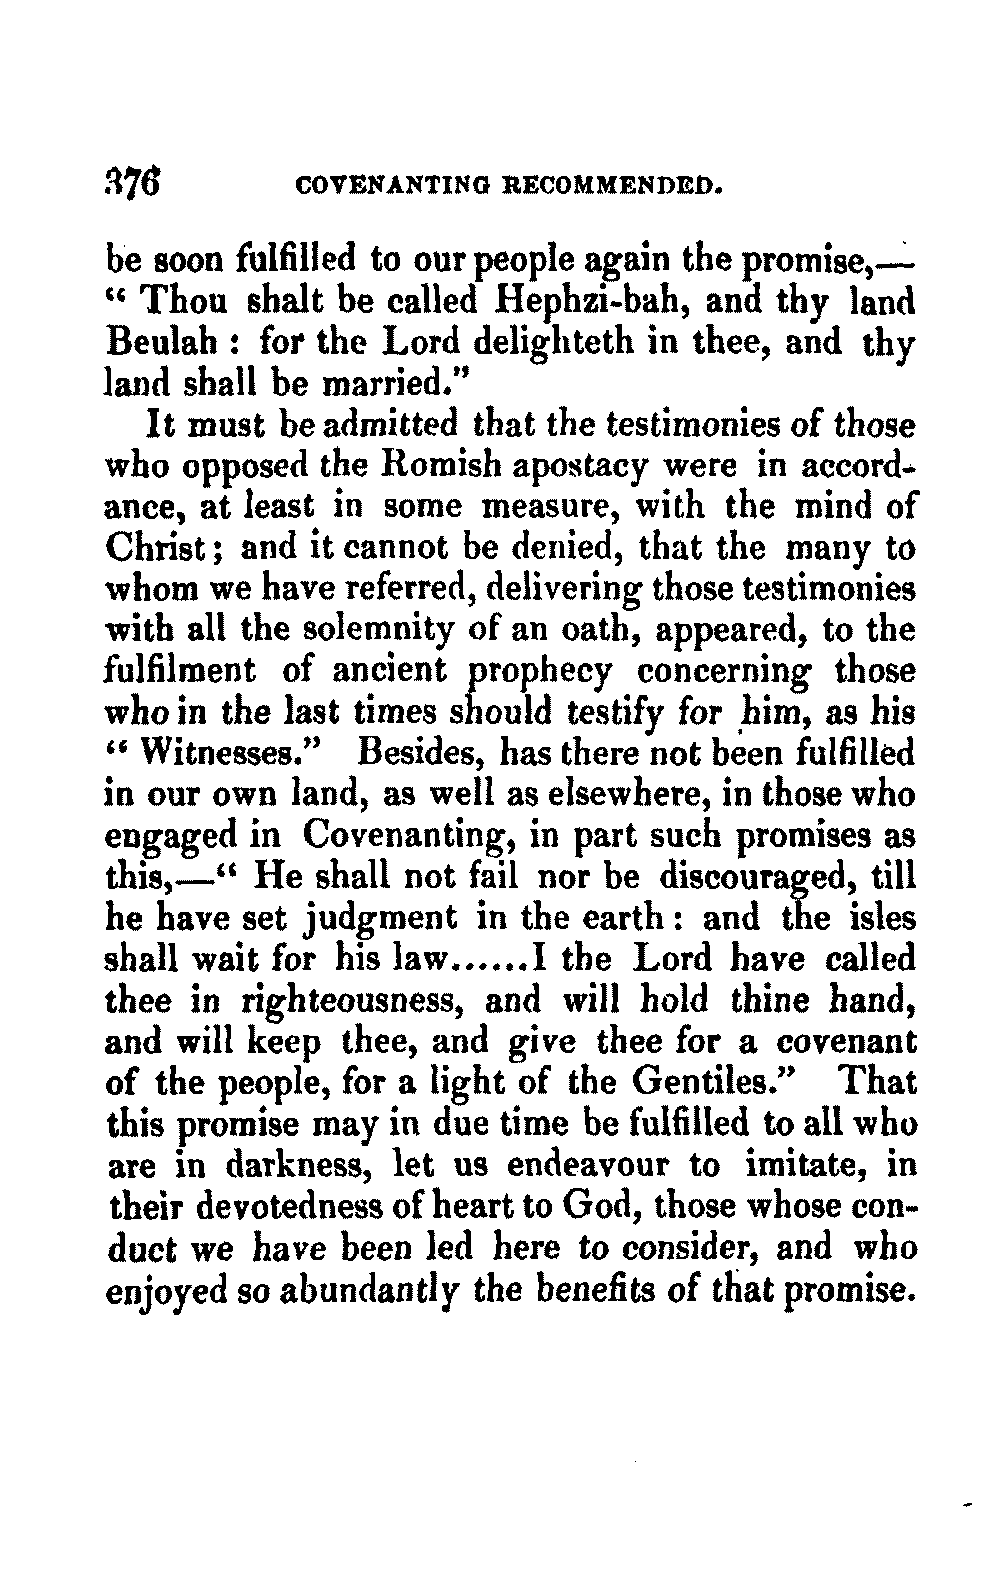 376 COVENANTING RECOMMENDED.
be soon fulfilled to our people again the promise,—
“ Thou shalt be called Hephzi-bah, and thy land
Beulah : for the Lord delighteth in thee, and thy
land shall be married.”
It must be admitted that the testimonies of those
who opposed the Romish apostacy were in accord-
ance, at least in some measure, with the mind of
Christ ; and it cannot be denied, that the many to
whom we have referred, delivering those testimonies
with all the solemnity of an oath, appeared, to the
fulfilment of ancient prophecy concerning those
who in the last times should testify for him, as his
“ Witnesses.” Besides, has there not been fulfilled
in our own land, as well as elsewhere, in those who
engaged in Covenanting, in part such promises as
this,—“ He shall not fail nor be discouraged, till
he have set judgment in the earth : and the isles
shall wait for his law......I the Lord have called
thee in righteousness, and will hold thine hand,
and will keep thee, and give thee for a covenant
of the people, for a light of the Gentiles.” That
this promise may in due time be fulfilled to all who
are in darkness, let us endeavour to imitate, in
their devotedness of heart to God, those whose con-
duct we have been led here to consider, and who
enjoyed so abundantly the benefits of that promise.